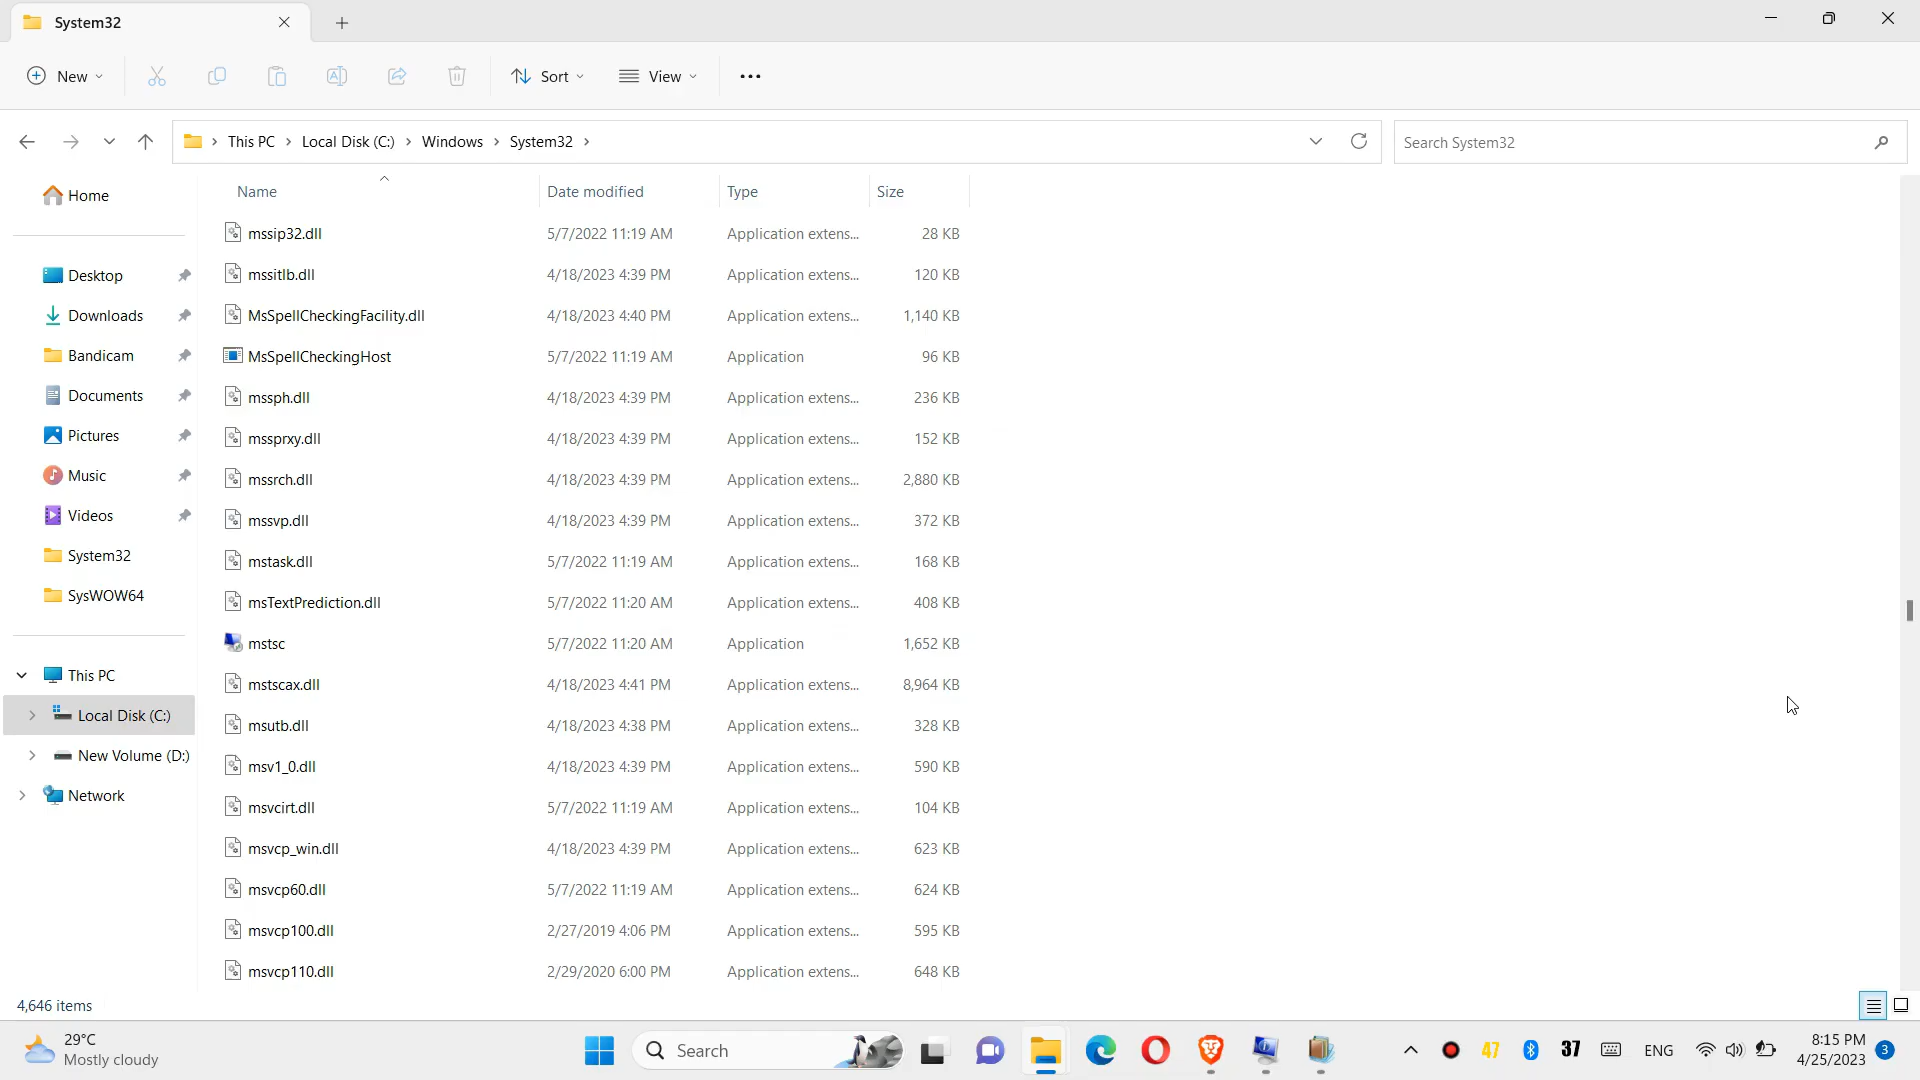 System32
New
Sort
View
This PC
Local Disk (C:)
Windows
System32
Search System32
Name
Date modified
Type
Size
Home
Desktop
Downloads
Bandicam
Documents
Pictures
Music
Videos
System32
SysWOW64
This PC
Local Disk (C:)
New Volume (D:)
Network
mssip32.dll 5/7/2022 11:19 AM Application extens... 28 KB
mssitlb.dll 4/18/2023 4:39 PM Application extens... 120 KB
MsSpellCheckingFacility.dll 4/18/2023 4:40 PM Application extens... 1,140 KB
MsSpellCheckingHost 5/7/2022 11:19 AM Application 96 KB
mssph.dll 4/18/2023 4:39 PM Application extens... 236 KB
mssprxy.dll 4/18/2023 4:39 PM Application extens... 152 KB
mssrch.dll 4/18/2023 4:39 PM Application extens... 2,880 KB
mssvp.dll 4/18/2023 4:39 PM Application extens... 372 KB
mstask.dll 5/7/2022 11:19 AM Application extens... 168 KB
msTextPrediction.dll 5/7/2022 11:20 AM Application extens... 408 KB
mstsc 5/7/2022 11:20 AM Application 1,652 KB
mstscax.dll 4/18/2023 4:41 PM Application extens... 8,964 KB
msutb.dll 4/18/2023 4:38 PM Application extens... 328 KB
msv1_0.dll 4/18/2023 4:39 PM Application extens... 590 KB
msvcirt.dll 5/7/2022 11:19 AM Application extens... 104 KB
msvcp_win.dll 4/18/2023 4:39 PM Application extens... 623 KB
msvcp60.dll 5/7/2022 11:19 AM Application extens... 624 KB
msvcp100.dll 2/27/2019 4:06 PM Application extens... 595 KB
msvcp110.dll 2/29/2020 6:00 PM Application extens... 648 KB
4,646 items
29°C
Mostly cloudy
Search
47
37
ENG
8:15 PM
4/25/2023
3